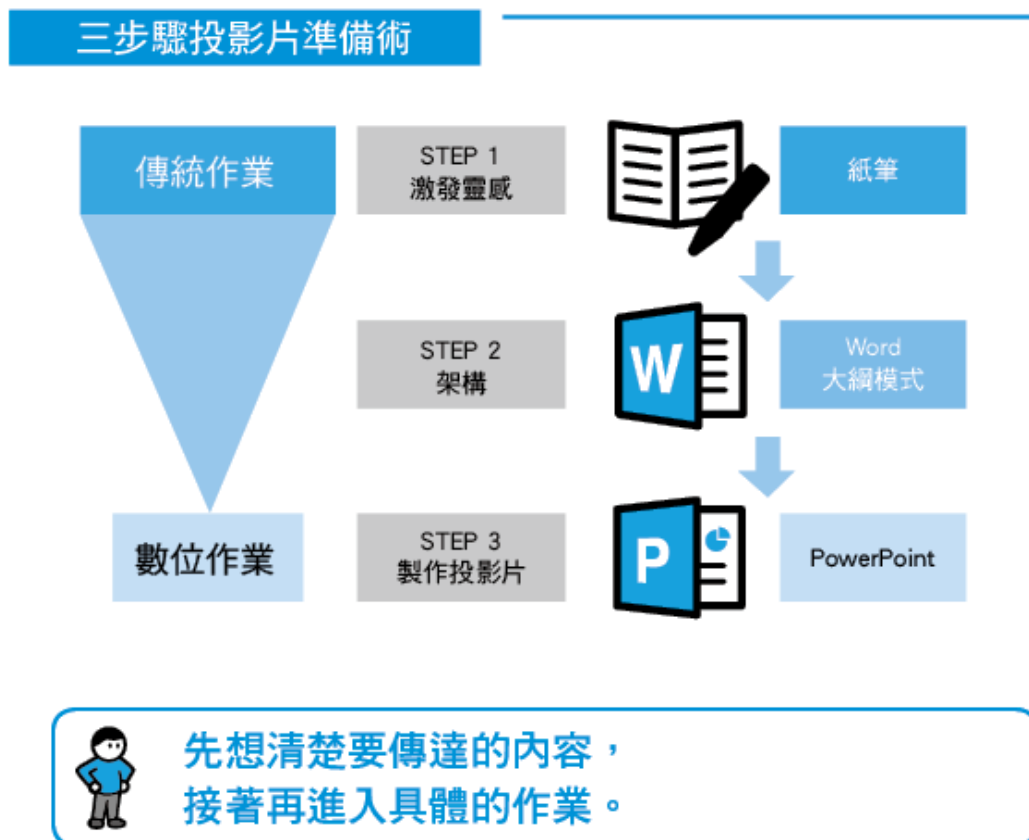 三步驟投影片準備術
傳統作業
STEP 1
激發靈感
紙筆
STEP 2
架構
W
Word
大綱模式
數位作業
STEP 3
製作投影片
P
PowerPoint
先想清楚要傳達的內容，
接著再進入具體的作業。